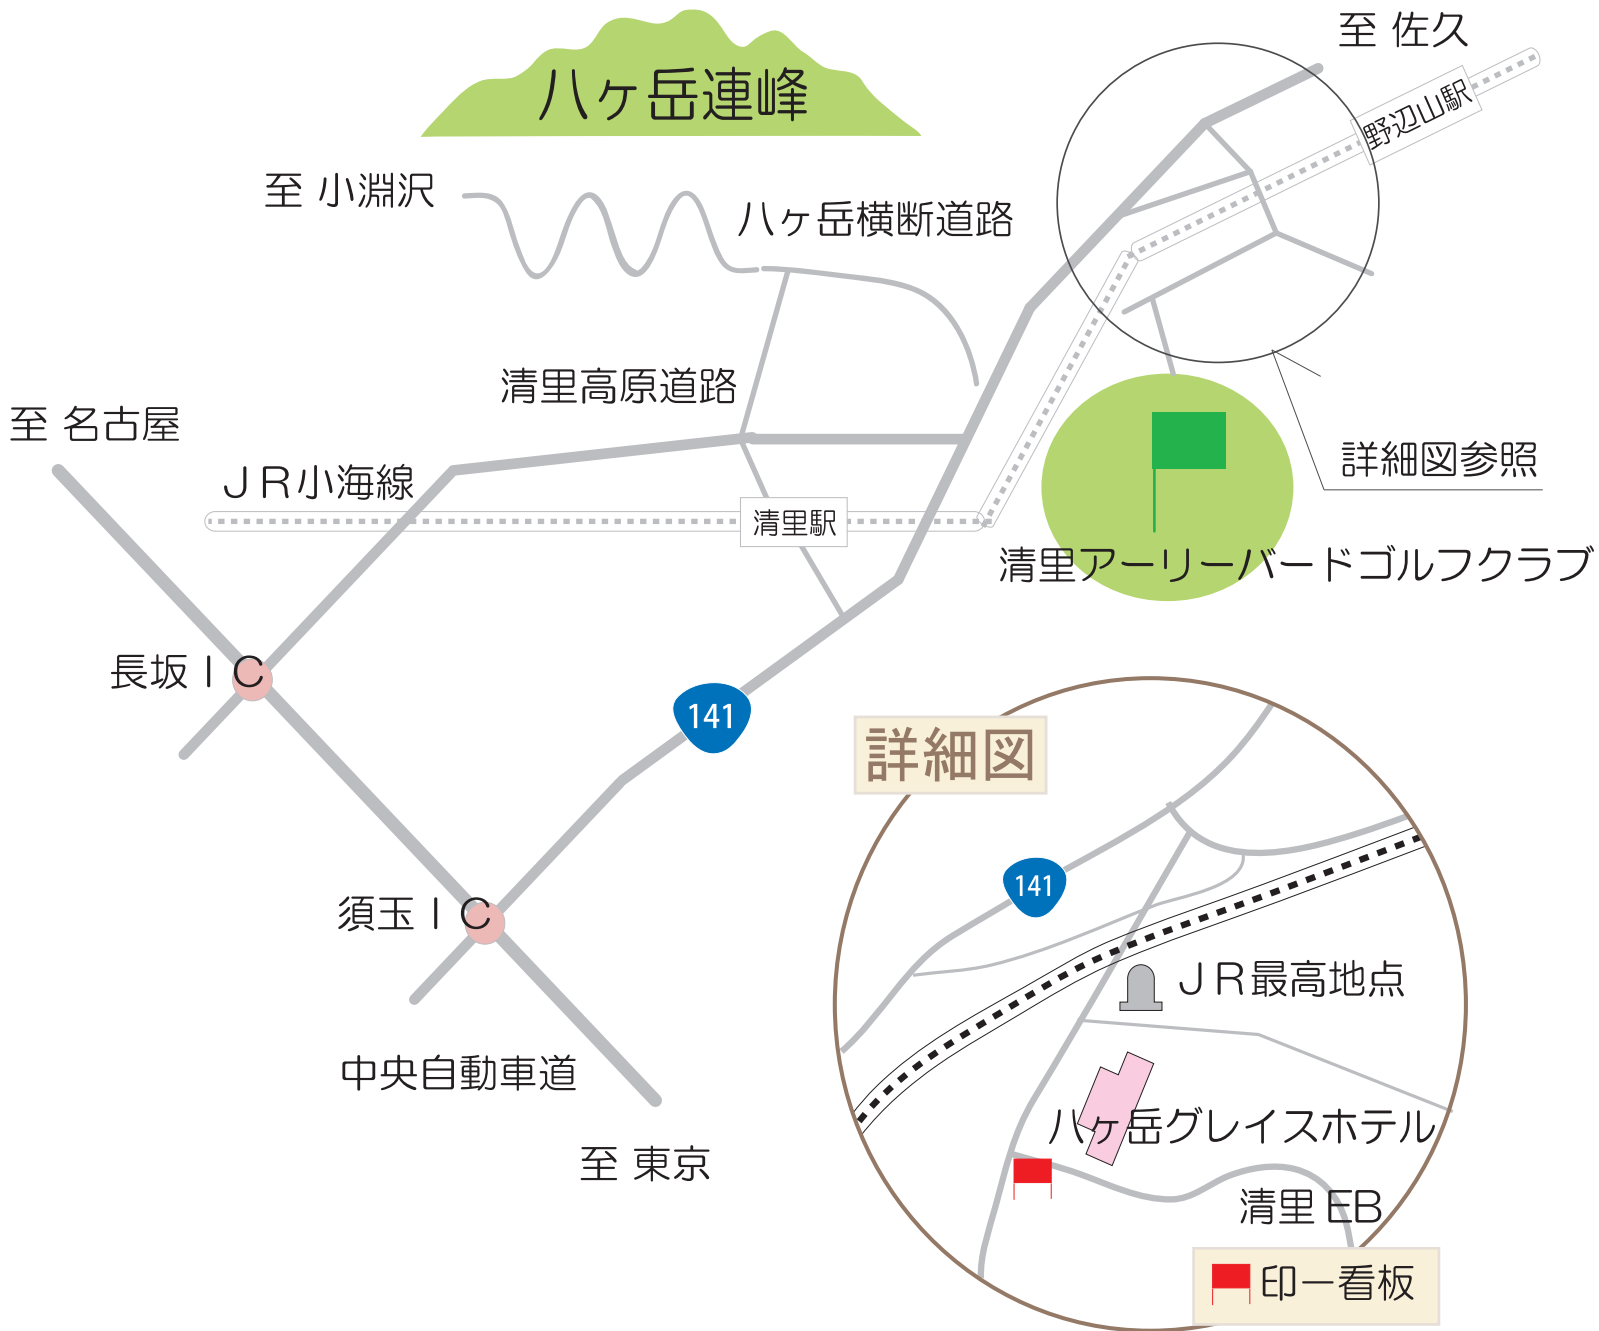 至 佐久
八ヶ岳連峰
野辺山駅
至 小淵沢
八ヶ岳横断道路
清里高原道路
至 名古屋
詳細図参照
JR小海線
清里駅
清里アーリーバードゴルフクラブ
長坂IC
141
詳細図
141
須玉IC
JR最高地点
中央自動車道
八ヶ岳グレイスホテル
至 東京
清里 EB
印ー看板